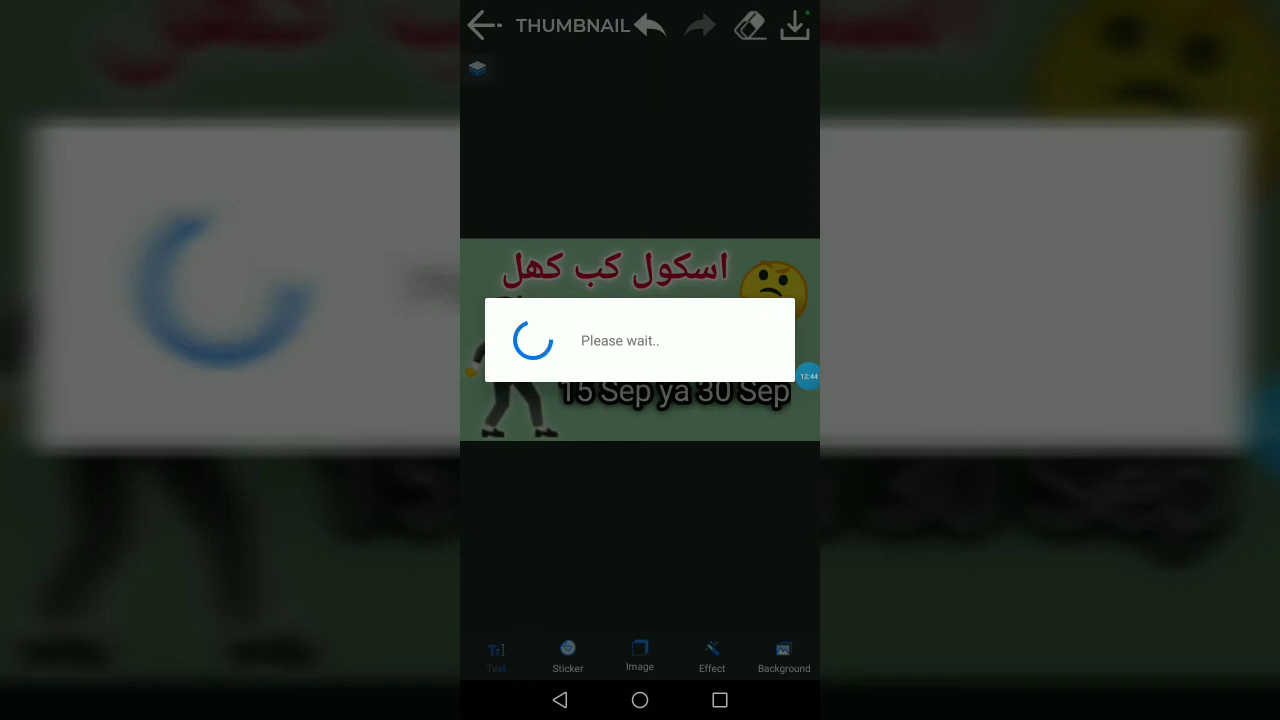 THUMBNAIL
اسکول کب کھل
Please wait..
12:44
15 Sep ya 30 Sep
Text
Sticker
Image
Effect
Background